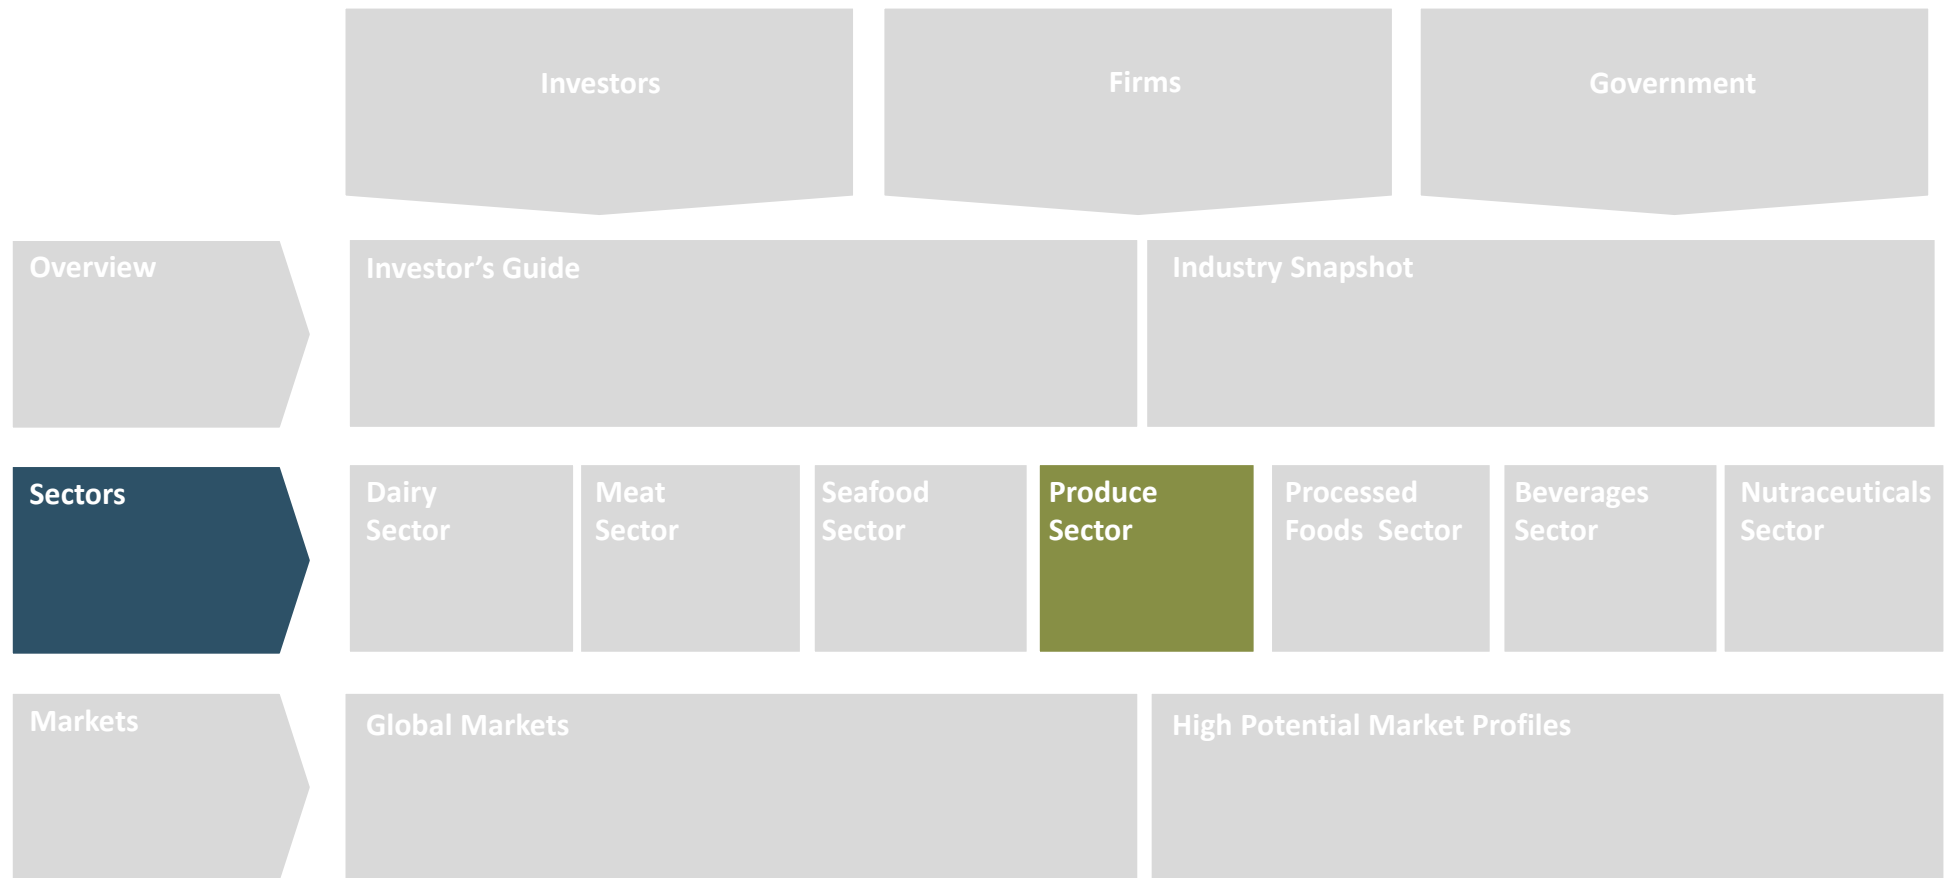 Investors
Firms
Government
Overview
Investor’s Guide
Industry Snapshot
Sectors
Dairy
Sector
Meat
Sector
Seafood
Sector
Produce
Sector
Processed
Foods  Sector
Beverages
Sector
Nutraceuticals
Sector
Markets
Global Markets
High Potential Market Profiles